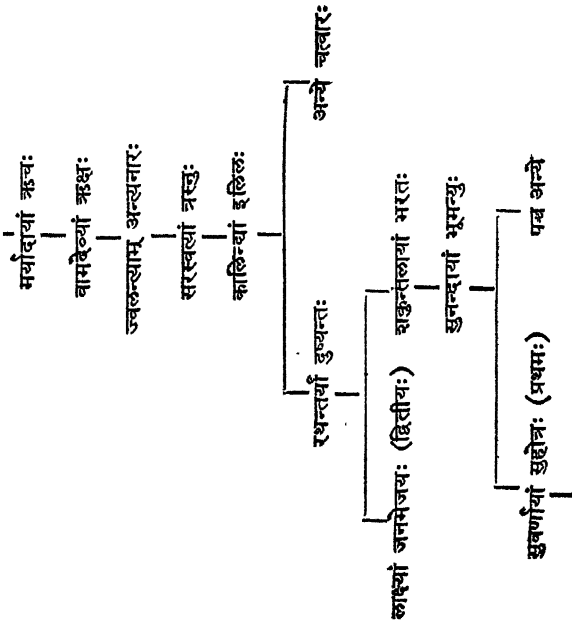 मर्यादायां ऋचः
वामदेव्यां ऋक्षः
ज्वलन्त्याम् अन्त्यनारः
सरस्वत्यां त्रस्नुः
कालिन्द्यां इलिलः
रथन्तर्यां दुष्यन्तः
अन्ये चत्वारः
लाक्ष्यां जनमेजयः (द्वितीयः)
शकुन्तलायां भरतः
सुनन्दायां भूमन्युः
सुवर्णायां सुहोत्रः (प्रथमः)
पञ्च अन्ये